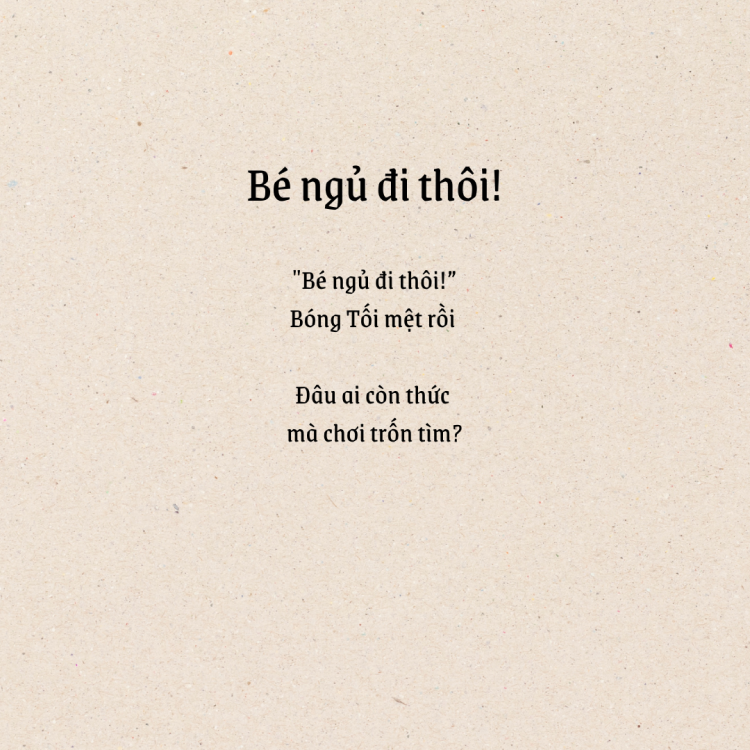 Bé ngủ đi thôi!
"Bé ngủ đi thôi!”
Bóng Tối mệt rồi
Đâu ai còn thức
mà chơi trốn tìm?